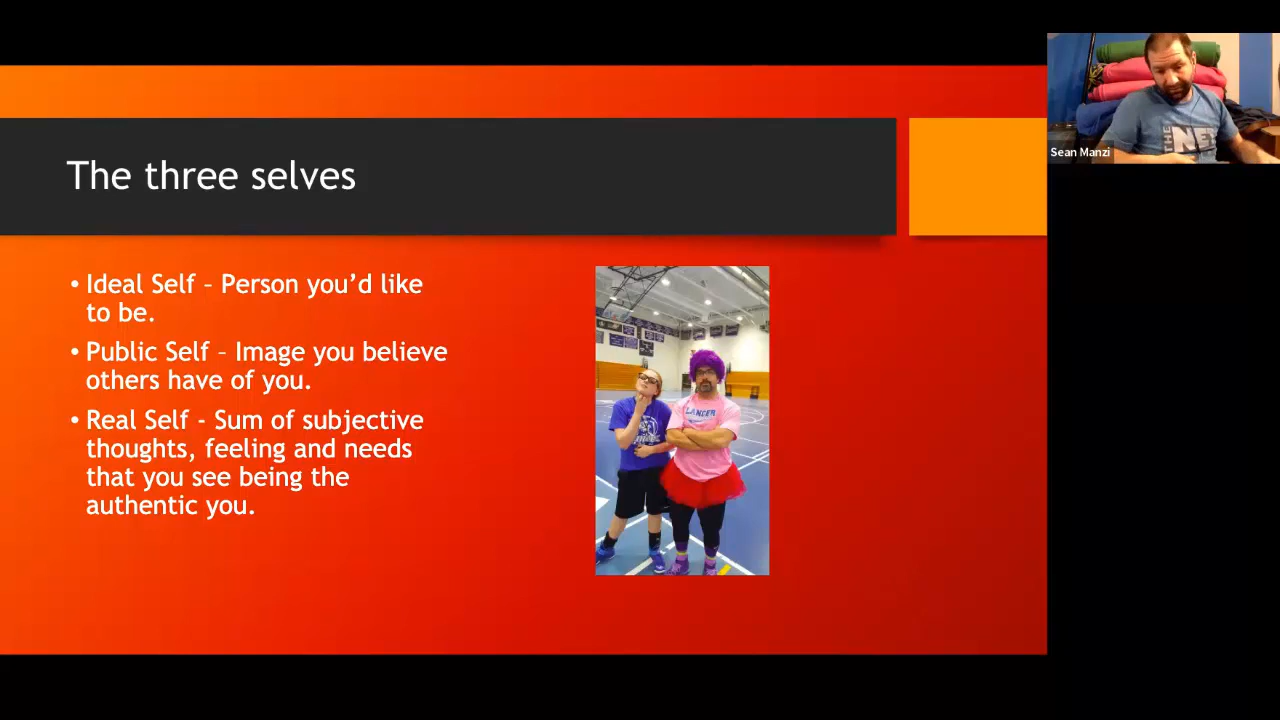 The three selves
• Ideal Self – Person you’d like
to be.
• Public Self – Image you believe
others have of you.
• Real Self - Sum of subjective
thoughts, feeling and needs
that you see being the
authentic you.
LANCER
THE
Sean Manzi